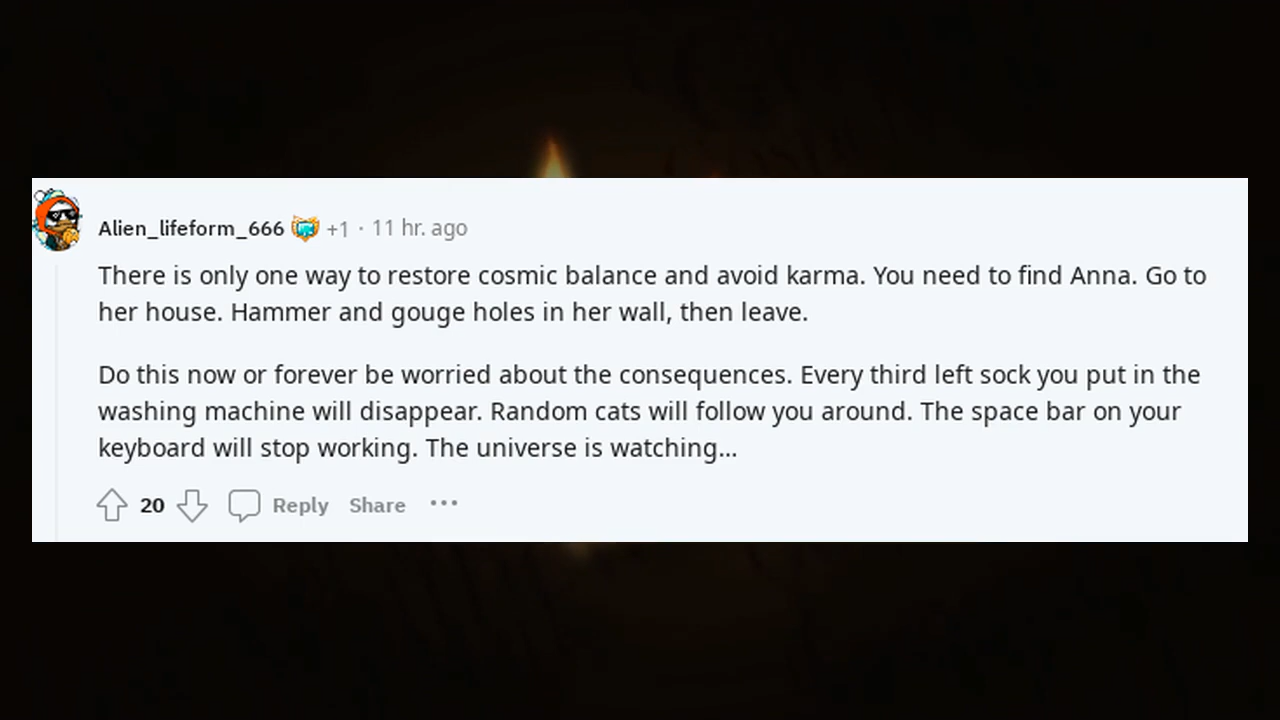 Alien_lifeform_666 +1 · 11 hr. ago
There is only one way to restore cosmic balance and avoid karma. You need to find Anna. Go to
her house. Hammer and gouge holes in her wall, then leave.
Do this now or forever be worried about the consequences. Every third left sock you put in the
washing machine will disappear. Random cats will follow you around. The space bar on your
keyboard will stop working. The universe is watching...
20 Reply Share ···